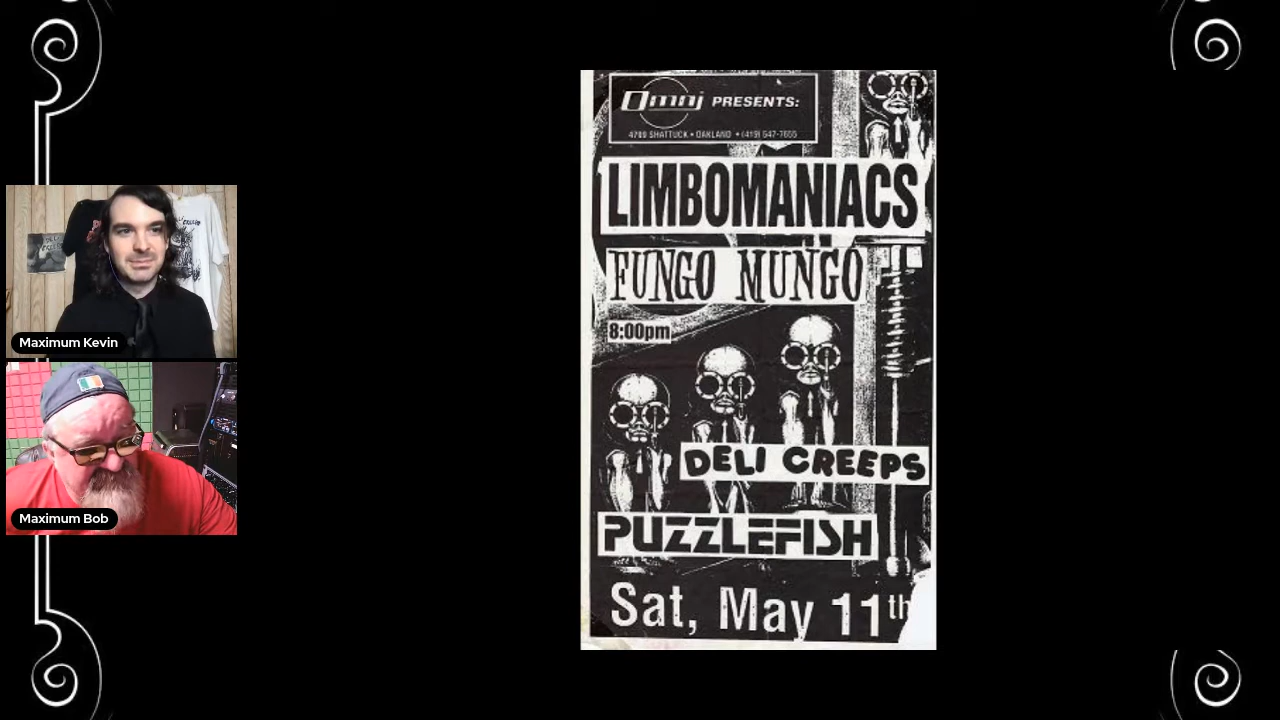 Omni PRESENTS:
4799 SHATTUCK • OAKLAND • (415) 547-7655
LIMBOMANIACS
FUNGO MUNGO
8:00pm
DELI CREEPS
PUZZLEFISH
Sat, May 11th
Maximum Kevin
Maximum Bob
DELI